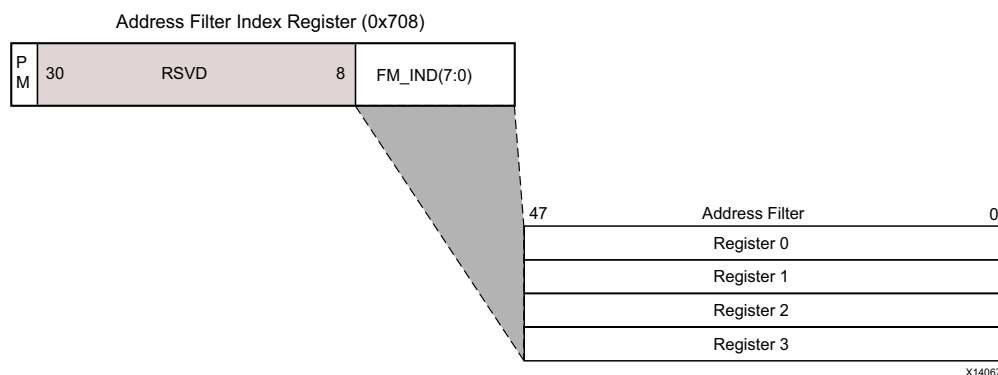 Address Filter Index Register (0x708)
P
M
30 RSVD 8 FM_IND(7:0)
47 Address Filter 0
Register 0
Register 1
Register 2
Register 3
X14067